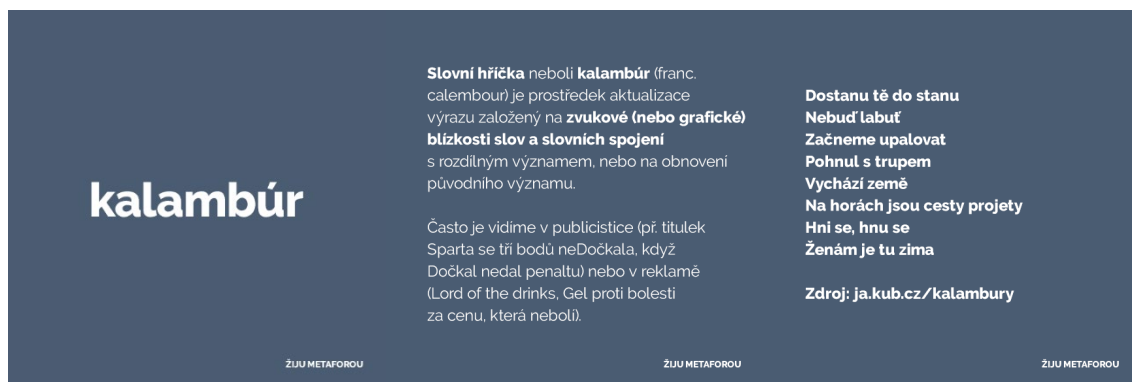 kalambúr
ŽIJU METAFOROU
Slovní hříčka neboli kalambúr (franc.
calembour) je prostředek aktualizace
výrazu založený na zvukové (nebo grafické)
blízkosti slov a slovních spojení
s rozdílným významem, nebo na obnovení
původního významu.
Často je vidíme v publicistice (př. titulek
Sparta se tří bodů neDočkala, když
Dočkal nedal penaltu) nebo v reklamě
(Lord of the drinks, Gel proti bolesti
za cenu, která nebolí).
ŽIJU METAFOROU
Dostanu tě do stanu
Nebuď labuť
Začneme upalovat
Pohnul s trupem
Vychází země
Na horách jsou cesty projety
Hni se, hnu se
Ženám je tu zima
Zdroj: ja.kub.cz/kalambury
ŽIJU METAFOROU